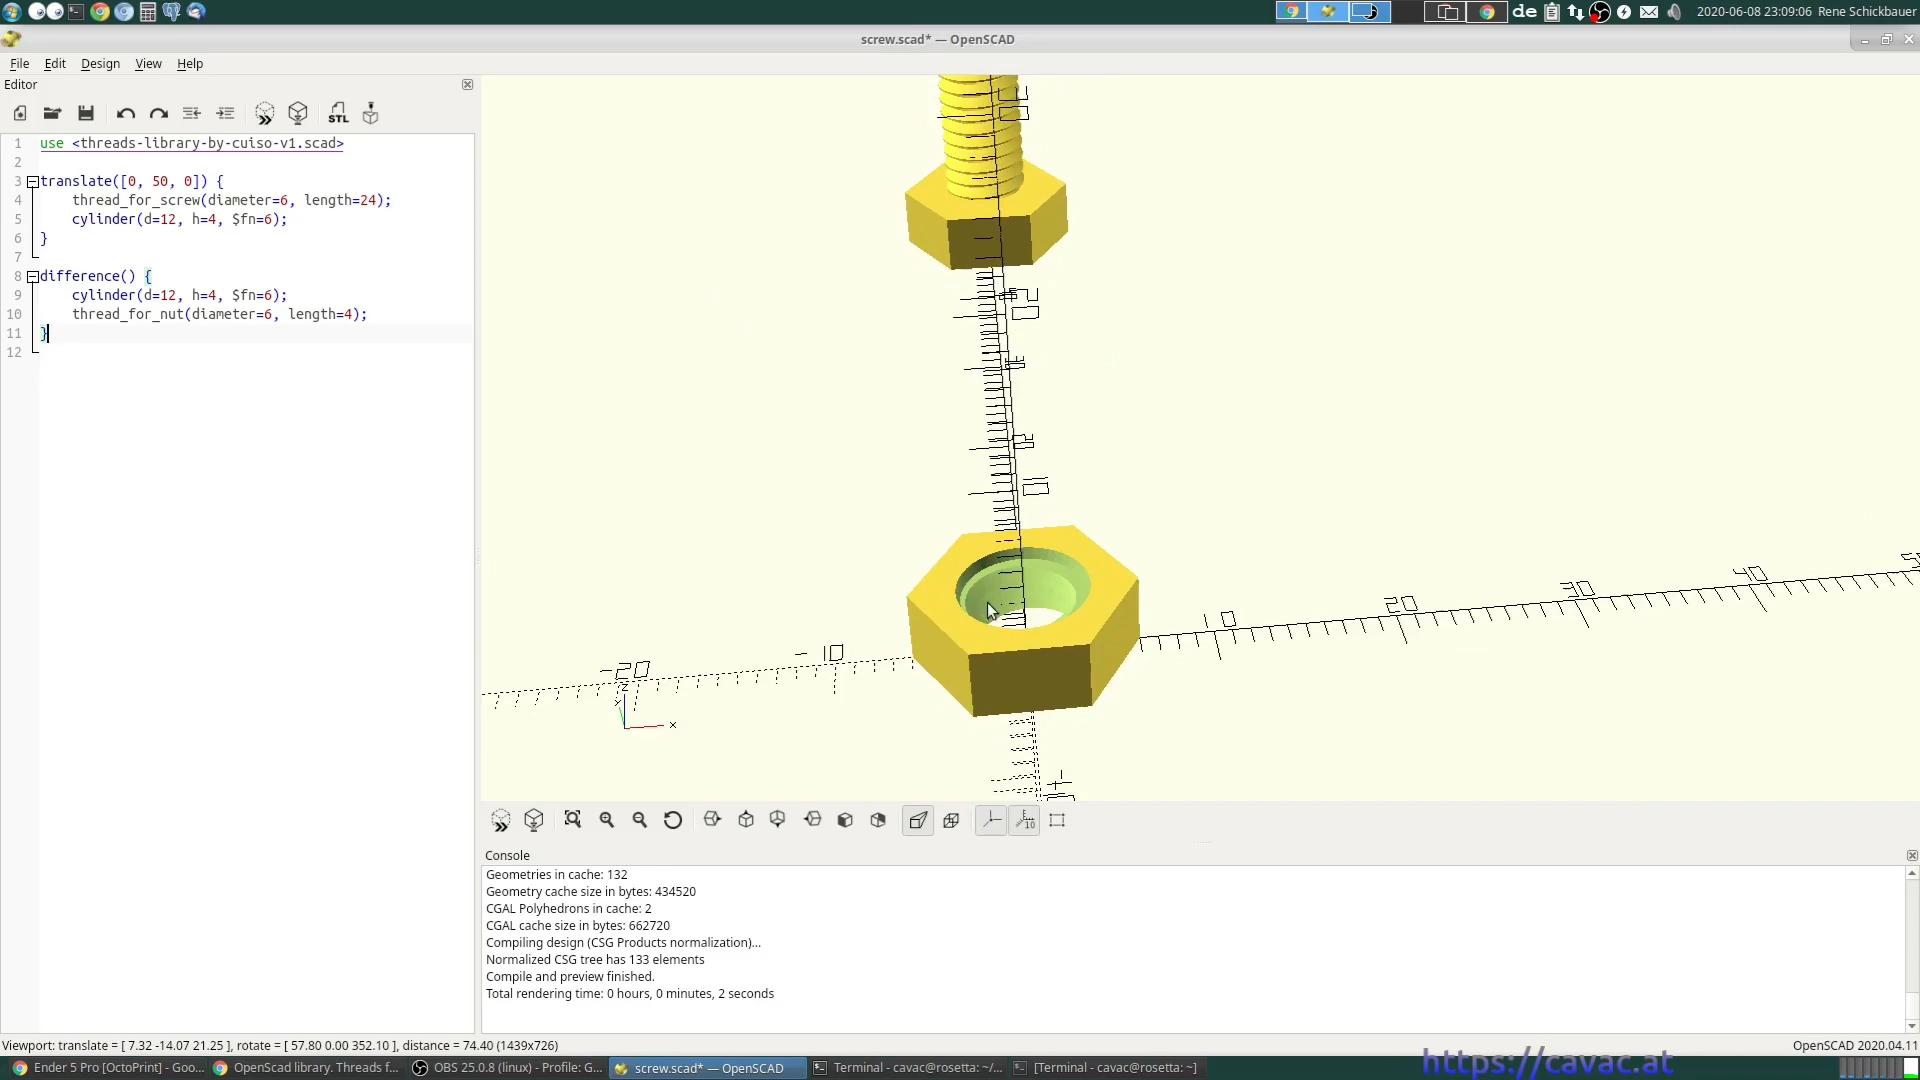 de
2020-06-08 23:09:06 Rene Schickbauer
screw.scad* — OpenSCAD
File Edit Design View Help
Editor
STL
1 use <threads-library-by-cuiso-v1.scad>
2
3 translate([0, 50, 0]) {
4 thread_for_screw(diameter=6, length=24);
5 cylinder(d=12, h=4, $fn=6);
6 }
7
8 difference() {
9 cylinder(d=12, h=4, $fn=6);
10 thread_for_nut(diameter=6, length=4);
11 }
12
-20
-10
10
20
30
40
10
20
z
y
x
10
Console
Geometries in cache: 132
Geometry cache size in bytes: 434520
CGAL Polyhedrons in cache: 2
CGAL cache size in bytes: 662720
Compiling design (CSG Products normalization)...
Normalized CSG tree has 133 elements
Compile and preview finished.
Total rendering time: 0 hours, 0 minutes, 2 seconds
Viewport: translate = [ 7.32 -14.07 21.25 ], rotate = [ 57.80 0.00 352.10 ], distance = 74.40 (1439x726)
OpenSCAD 2020.04.11
Ender 5 Pro [OctoPrint] - Goo...
OpenScad library. Threads f...
OBS 25.0.8 (linux) - Profile: G...
screw.scad* — OpenSCAD
Terminal - cavac@rosetta: ~/...
[Terminal - cavac@rosetta: ~]
https://cavac.at